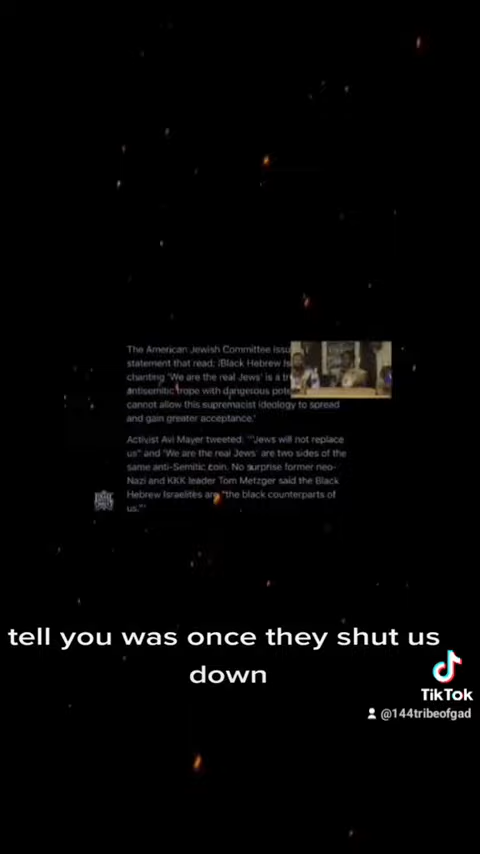 The American Jewish Committee issu
statement that read: 'Black Hebrew Is
chanting 'We are the real Jews' is a tr
antisemitic trope with dangerous pote
cannot allow this supremacist ideology to spread
and gain greater acceptance.'
Activist Avi Mayer tweeted: '"Jews will not replace
us" and 'We are the real Jews' are two sides of the
same anti-Semitic coin. No surprise former neo-
Nazi and KKK leader Tom Metzger said the Black
Hebrew Israelites are "the black counterparts of
us."'
tell you was once they shut us
down
TikTok
@144tribeofgad